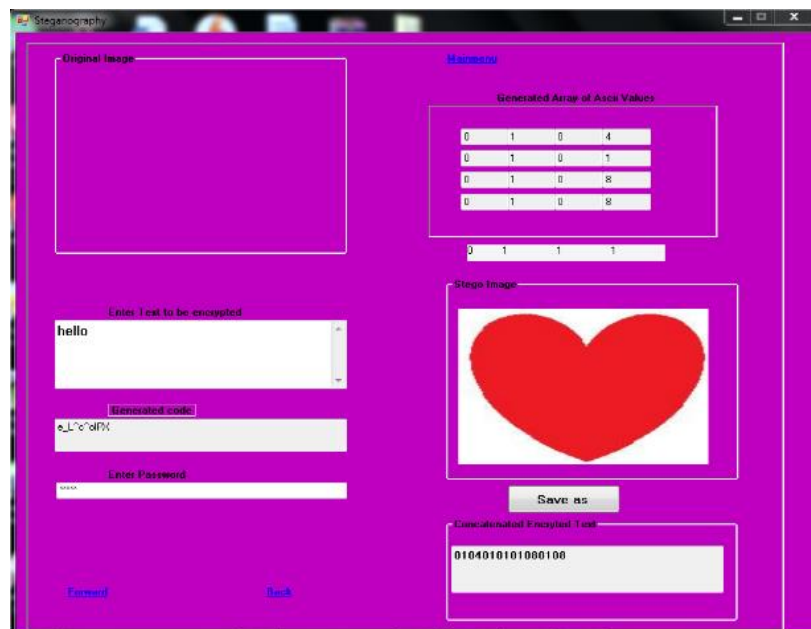 Steganography
Original Image
Mainmenu
Generated Array of Ascii Values
0 1 0 4
0 1 0 1
0 1 0 8
0 1 0 8
0 1 1 1
Stego Image
Enter Text to be encrypted
hello
Generated code
Enter Password
****
Save as
Concatenated Encyted Text
0104010101080108
Forward
Back